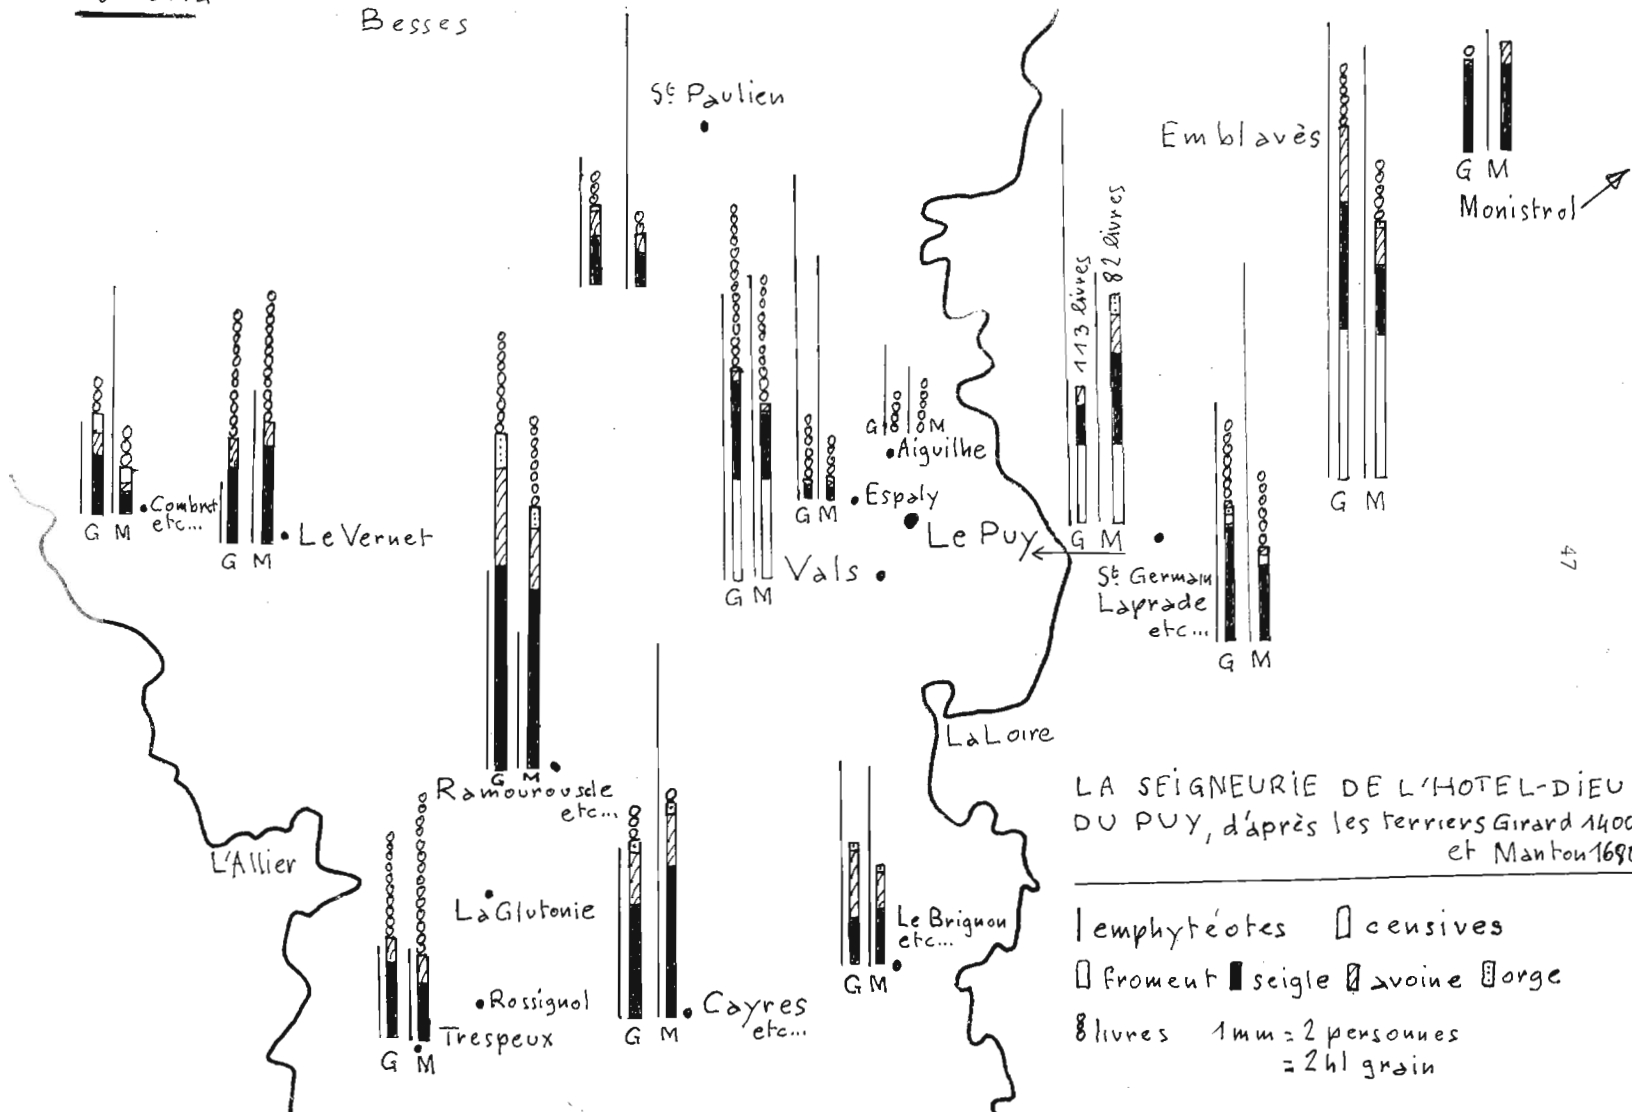 Besses
St Paulien
Emblavès
G M
Monistrol
113 livres
82 livres
G M
Aiguilhe
Espaly
G M
Le Puy
G M
Vals
G M
St Germain
Laprade
etc...
G M
G M
47
etc...
G M
Le Vernet
G M
G M
etc...
La Loire
L'Allier
La Glutonie
Rossignol
Trespeux
G M
Cayres
etc...
G M
Le Brignon
etc...
G M
LA SEIGNEURIE DE L'HOTEL-DIEU
DU PUY, d'après les terriers Girard 1400
et Manton 168
emphytéotes censives
froment seigle avoine orge
livres 1mm = 2 personnes
= 2hl grain